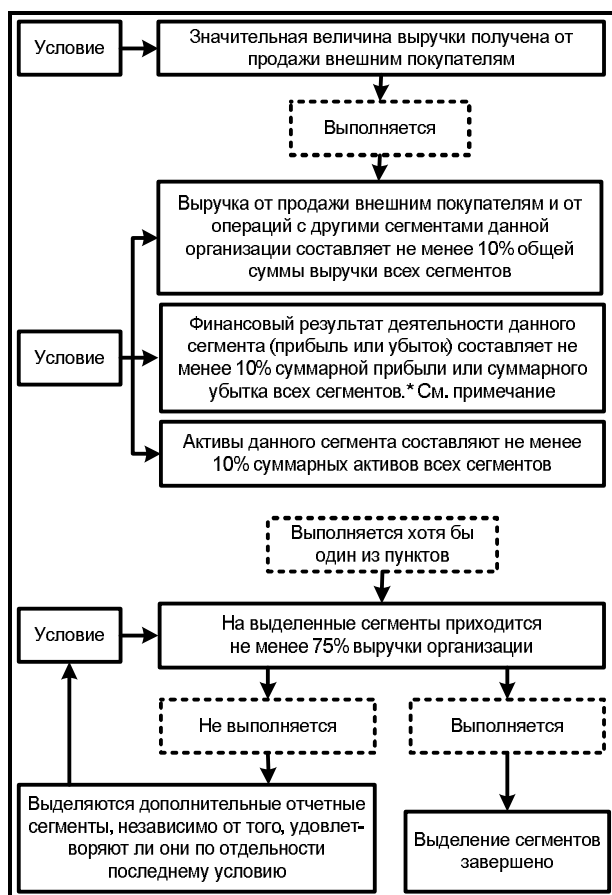 Условие
Значительная величина выручки получена от
продажи внешним покупателям
Выполняется
Выручка от продажи внешним покупателям и от
операций с другими сегментами данной
организации составляет не менее 10% общей
суммы выручки всех сегментов
Условие
Финансовый результат деятельности данного
сегмента (прибыль или убыток) составляет не
менее 10% суммарной прибыли или суммарного
убытка всех сегментов.* См. примечание
Активы данного сегмента составляют не менее
10% суммарных активов всех сегментов
Выполняется хотя бы
один из пунктов
Условие
На выделенные сегменты приходится
не менее 75% выручки организации
Не выполняется
Выполняется
Выделяются дополнительные отчетные
сегменты, независимо от того, удовлет-
воряют ли они по отдельности
последнему условию
Выделение сегментов
завершено